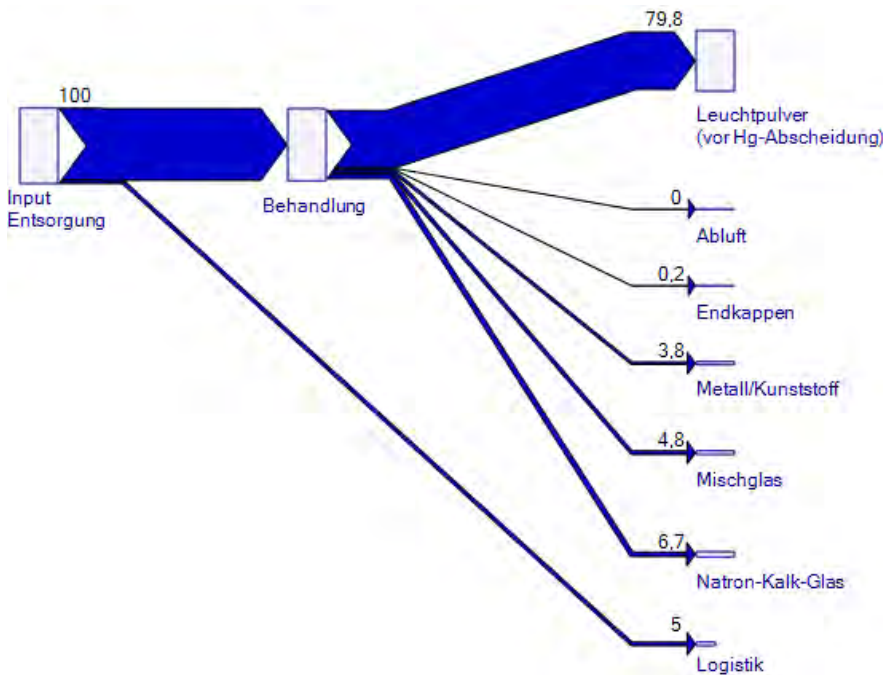 79,8
Leuchtpulver
(vor Hg-Abscheidung)
100
Input
Entsorgung
Behandlung
0
Abluft
0,2
Endkappen
3,8
Metall/Kunststoff
4,8
Mischglas
6,7
Natron-Kalk-Glas
5
Logistik